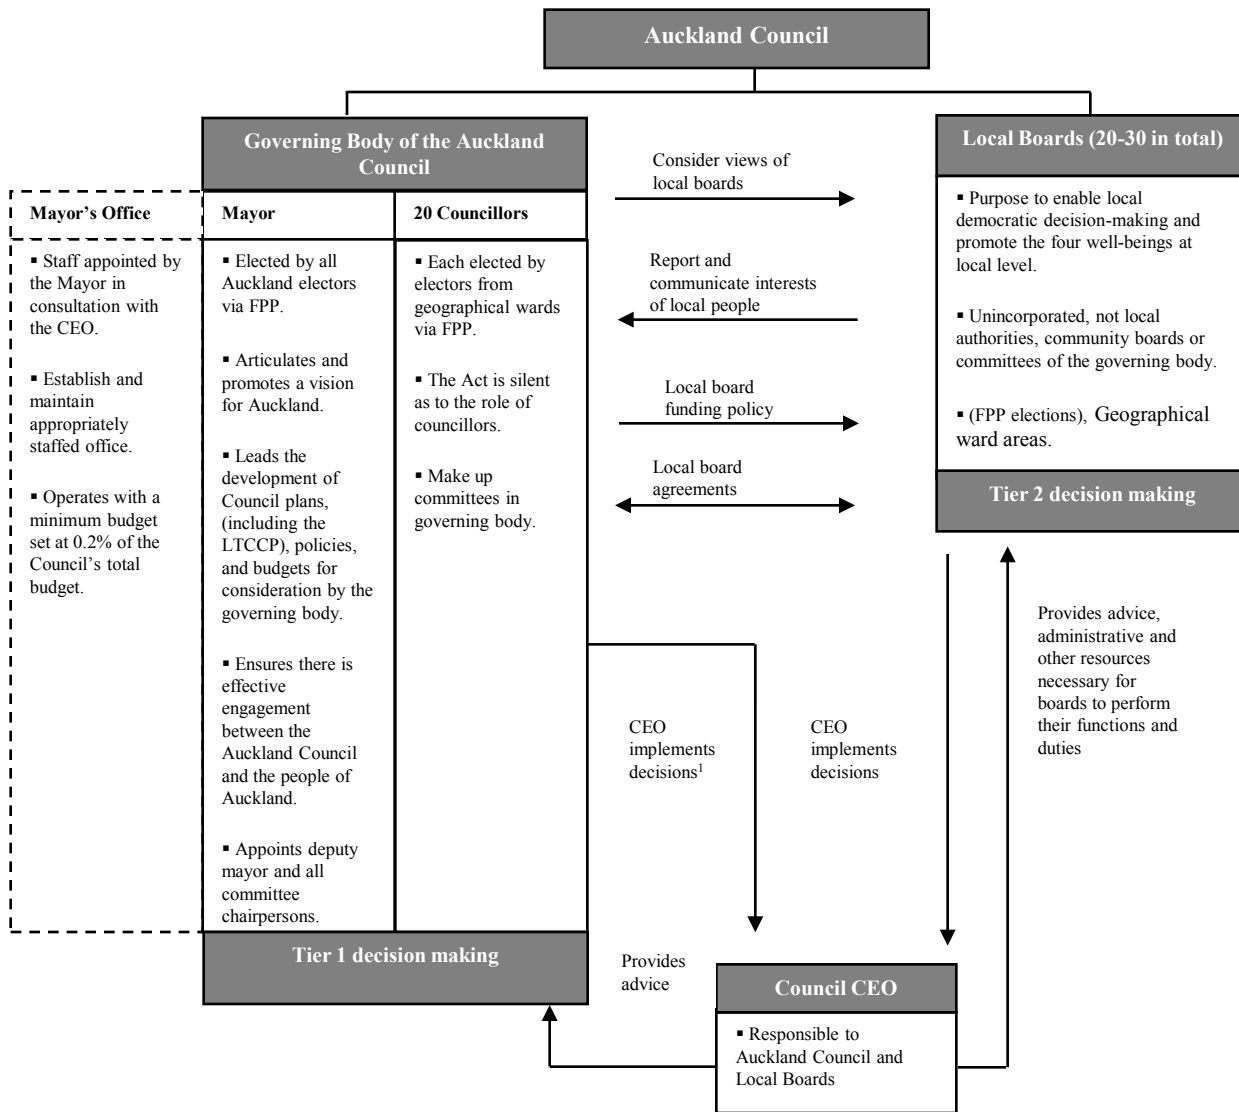 Auckland Council
Governing Body of the Auckland
Council
Mayor's Office
▪ Staff appointed by
the Mayor in
consultation with
the CEO.
▪ Establish and
maintain
appropriately
staffed office.
▪ Operates with a
minimum budget
set at 0.2% of the
Council's total
budget.
Mayor
▪ Elected by all
Auckland electors
via FPP.
▪ Articulates and
promotes a vision
for Auckland.
▪ Leads the
development of
Council plans,
(including the
LTCCP), policies,
and budgets for
consideration by the
governing body.
▪ Ensures there is
effective
engagement
between the
Auckland Council
and the people of
Auckland.
▪ Appoints deputy
mayor and all
committee
chairpersons.
20 Councillors
▪ Each elected by
electors from
geographical wards
via FPP.
▪ The Act is silent
as to the role of
councillors.
▪ Make up
committees in
governing body.
Tier 1 decision making
Consider views of
local boards
Report and
communicate interests
of local people
Local board
funding policy
Local board
agreements
Local Boards (20-30 in total)
▪ Purpose to enable local
democratic decision-making and
promote the four well-beings at
local level.
▪ Unincorporated, not local
authorities, community boards or
committees of the governing body.
▪ (FPP elections), Geographical
ward areas.
Tier 2 decision making
CEO
implements
decisions¹
CEO
implements
decisions
Provides advice,
administrative and
other resources
necessary for
boards to perform
their functions and
duties
Provides
advice
Council CEO
▪ Responsible to
Auckland Council and
Local Boards